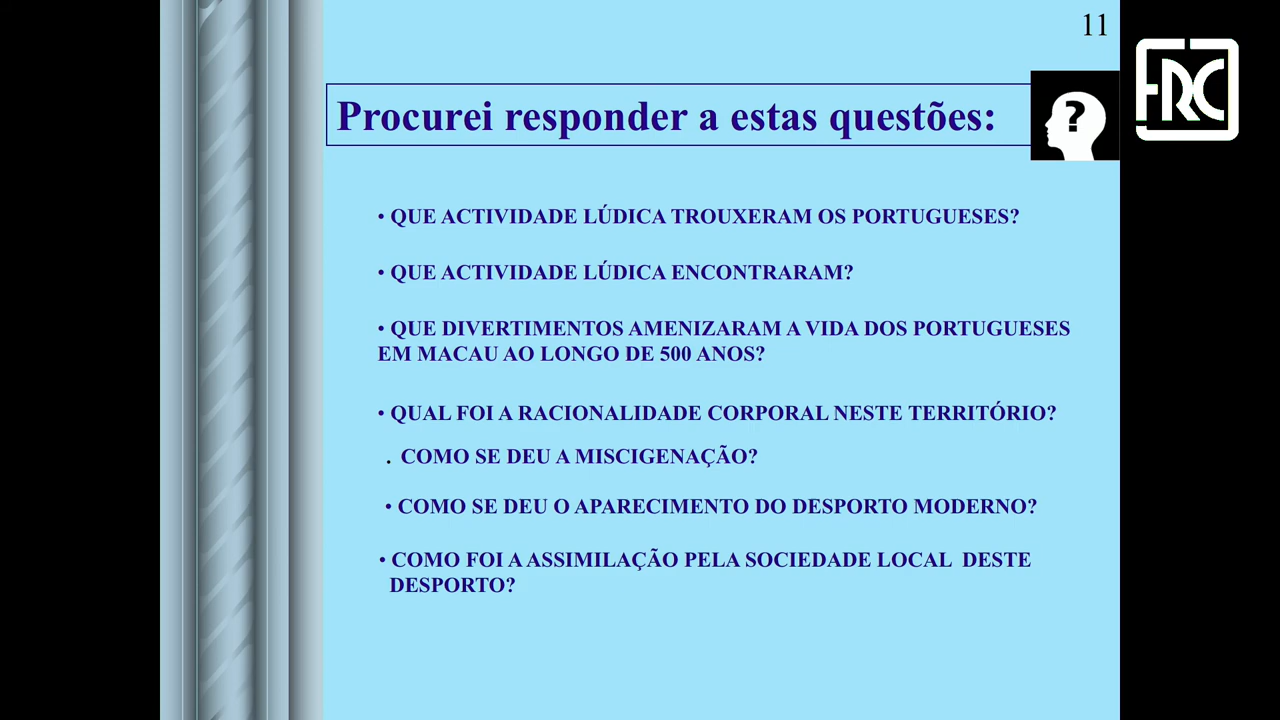 11
FRC
Procurei responder a estas questões:
?
• QUE ACTIVIDADE LÚDICA TROUXERAM OS PORTUGUESES?
• QUE ACTIVIDADE LÚDICA ENCONTRARAM?
• QUE DIVERTIMENTOS AMENIZARAM A VIDA DOS PORTUGUESES
EM MACAU AO LONGO DE 500 ANOS?
• QUAL FOI A RACIONALIDADE CORPORAL NESTE TERRITÓRIO?
. COMO SE DEU A MISCIGENAÇÃO?
• COMO SE DEU O APARECIMENTO DO DESPORTO MODERNO?
• COMO FOI A ASSIMILAÇÃO PELA SOCIEDADE LOCAL DESTE
DESPORTO?